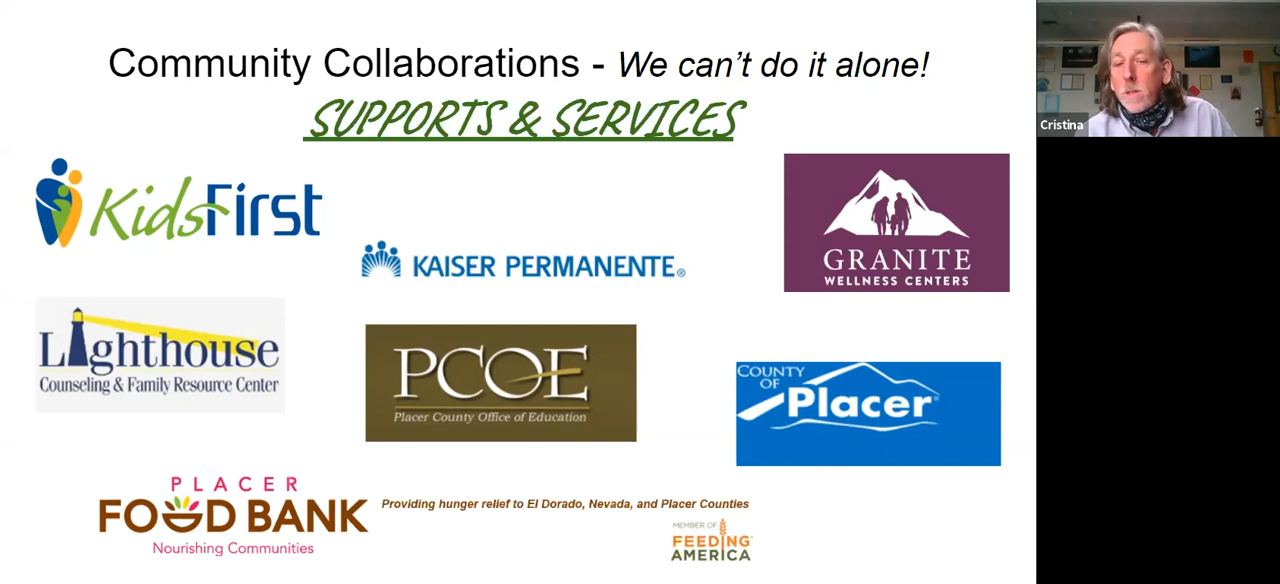 Community Collaborations - We can't do it alone!
SUPPORTS & SERVICES
Cristina
KidsFirst
KAISER PERMANENTE®
GRANITE
WELLNESS CENTERS
Lighthouse
Counseling & Family Resource Center
PCOE
Placer County Office of Education
COUNTY
OF
Placer®
PLACER
FOOD BANK
Nourishing Communities
Providing hunger relief to El Dorado, Nevada, and Placer Counties
MEMBER OF
FEEDING
AMERICA